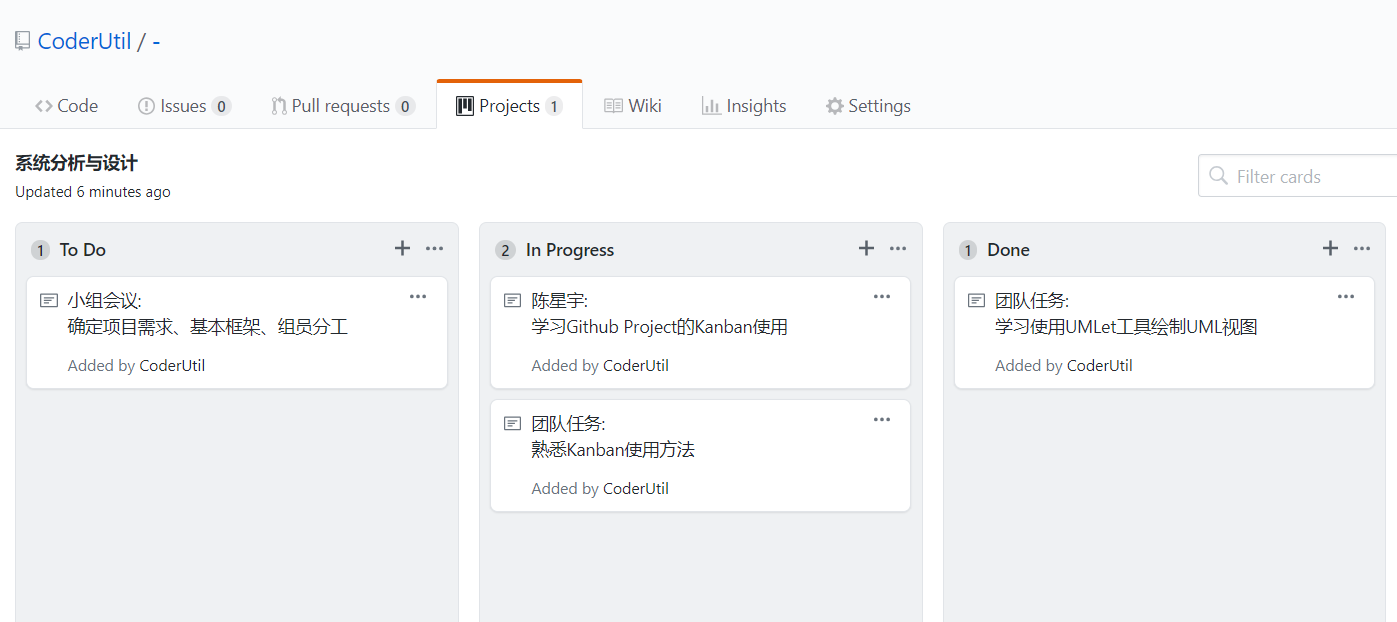 CoderUtil / -
Code Issues 0 Pull requests 0 Projects 1 Wiki Insights Settings
系统分析与设计
Updated 6 minutes ago
Filter cards
1 To Do
小组会议:
确定项目需求、基本框架、组员分工
Added by CoderUtil
2 In Progress
陈星宇:
学习Github Project的Kanban使用
Added by CoderUtil
团队任务:
熟悉Kanban使用方法
Added by CoderUtil
1 Done
团队任务:
学习使用UMLet工具绘制UML视图
Added by CoderUtil